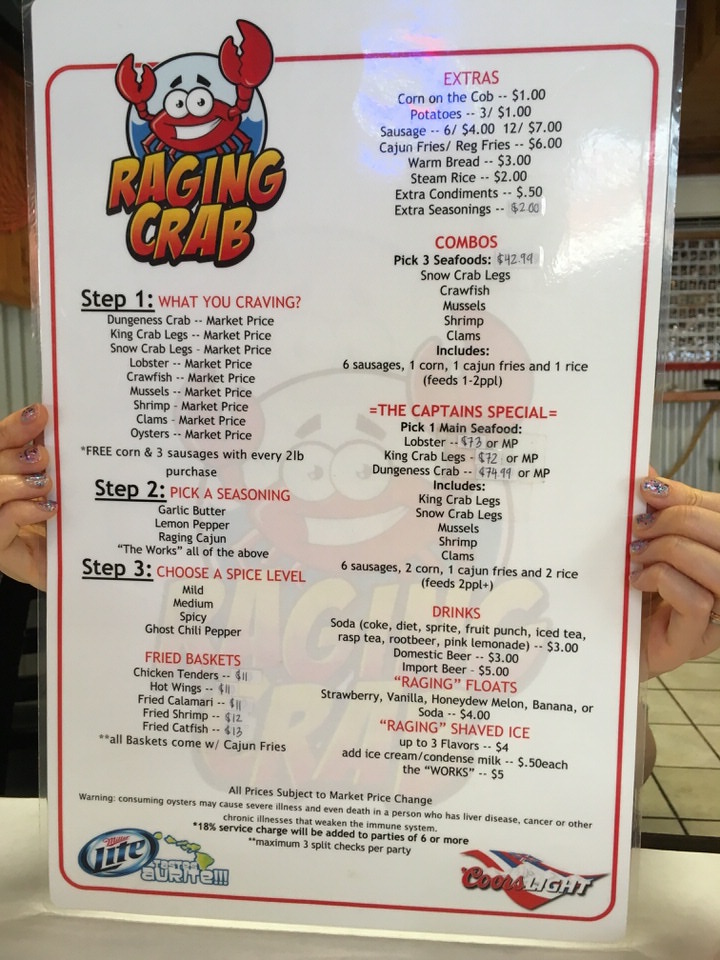 RAGING
CRAB
Step 1: WHAT YOU CRAVING?
Dungeness Crab -- Market Price
King Crab Legs -- Market Price
Snow Crab Legs - Market Price
Lobster -- Market Price
Crawfish -- Market Price
Mussels -- Market Price
Shrimp - Market Price
Clams - Market Price
Oysters -- Market Price
*FREE corn & 3 sausages with every 2lb
purchase
Step 2: PICK A SEASONING
Garlic Butter
Lemon Pepper
Raging Cajun
"The Works" all of the above
Step 3: CHOOSE A SPICE LEVEL
Mild
Medium
Spicy
Ghost Chili Pepper
FRIED BASKETS
Chicken Tenders -- $11
Hot Wings -- $11
Fried Calamari -- $11
Fried Shrimp -- $12
Fried Catfish -- $13
**all Baskets come w/ Cajun Fries
EXTRAS
Corn on the Cob -- $1.00
Potatoes -- 3/ $1.00
Sausage -- 6/ $4.00 12/ $7.00
Cajun Fries/ Reg Fries -- $6.00
Warm Bread -- $3.00
Steam Rice -- $2.00
Extra Condiments -- $.50
Extra Seasonings -- $2.00
COMBOS
Pick 3 Seafoods: $42.99
Snow Crab Legs
Crawfish
Mussels
Shrimp
Clams
Includes:
6 sausages, 1 corn, 1 cajun fries and 1 rice
(feeds 1-2ppl)
=THE CAPTAINS SPECIAL=
Pick 1 Main Seafood:
Lobster -- $73 or MP
King Crab Legs - $72 or MP
Dungeness Crab -- $74.99 or MP
Includes:
King Crab Legs
Snow Crab Legs
Mussels
Shrimp
Clams
6 sausages, 2 corn, 1 cajun fries and 2 rice
(feeds 2ppl+)
DRINKS
Soda (coke, diet, sprite, fruit punch, iced tea,
rasp tea, rootbeer, pink lemonade) -- $3.00
Domestic Beer -- $3.00
Import Beer - $5.00
"RAGING" FLOATS
Strawberry, Vanilla, Honeydew Melon, Banana, or
Soda -- $4.00
"RAGING" SHAVED ICE
up to 3 Flavors -- $4
add ice cream/condense milk -- $.50each
the "WORKS" -- $5
All Prices Subject to Market Price Change
Warning: consuming oysters may cause severe illness and even death in a person who has liver disease, cancer or other
chronic illnesses that weaken the immune system.
*18% service charge will be added to parties of 6 or more
**maximum 3 split checks per party
Miller
Lite
aURITE!!!
Coors LIGHT
RAGING
CRAB